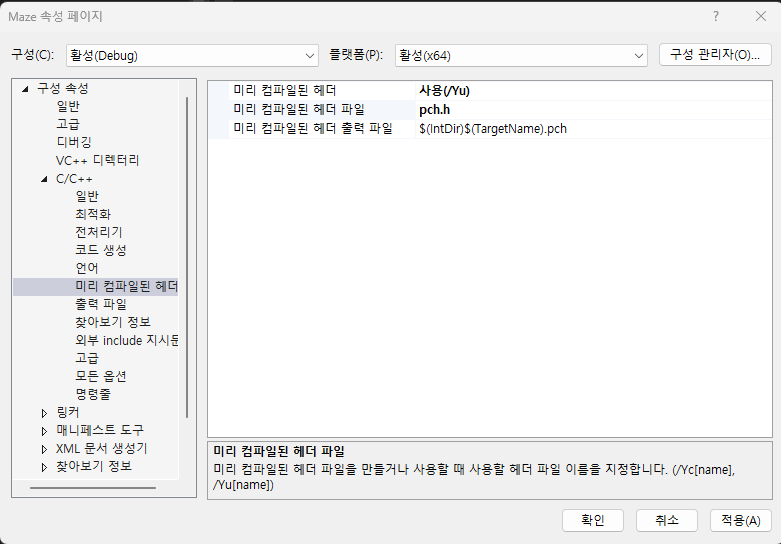 Maze 속성 페이지
구성(C): 활성(Debug) 플랫폼(P): 활성(x64) 구성 관리자(O)...
구성 속성
일반
고급
디버깅
VC++ 디렉터리
C/C++
일반
최적화
전처리기
코드 생성
언어
미리 컴파일된 헤더
출력 파일
찾아보기 정보
외부 include 지시문
고급
모든 옵션
명령줄
링커
매니페스트 도구
XML 문서 생성기
찾아보기 정보
미리 컴파일된 헤더 사용(/Yu)
미리 컴파일된 헤더 파일 pch.h
미리 컴파일된 헤더 출력 파일 $(IntDir)$(TargetName).pch
미리 컴파일된 헤더 파일
미리 컴파일된 헤더 파일을 만들거나 사용할 때 사용할 헤더 파일 이름을 지정합니다. (/Yc[name],
/Yu[name])
확인 취소 적용(A)